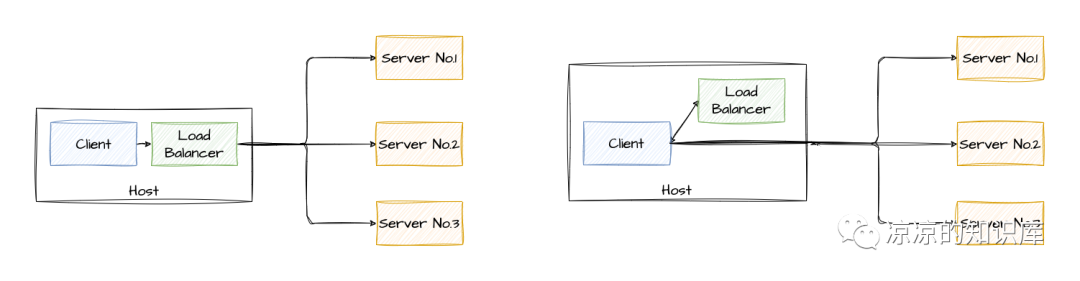 Server No.1
Client
Load
Balancer
Server No.2
Host
Server No.3
Server No.1
Load
Balancer
Client
Server No.2
Host
Server No.3
凉凉的知识库